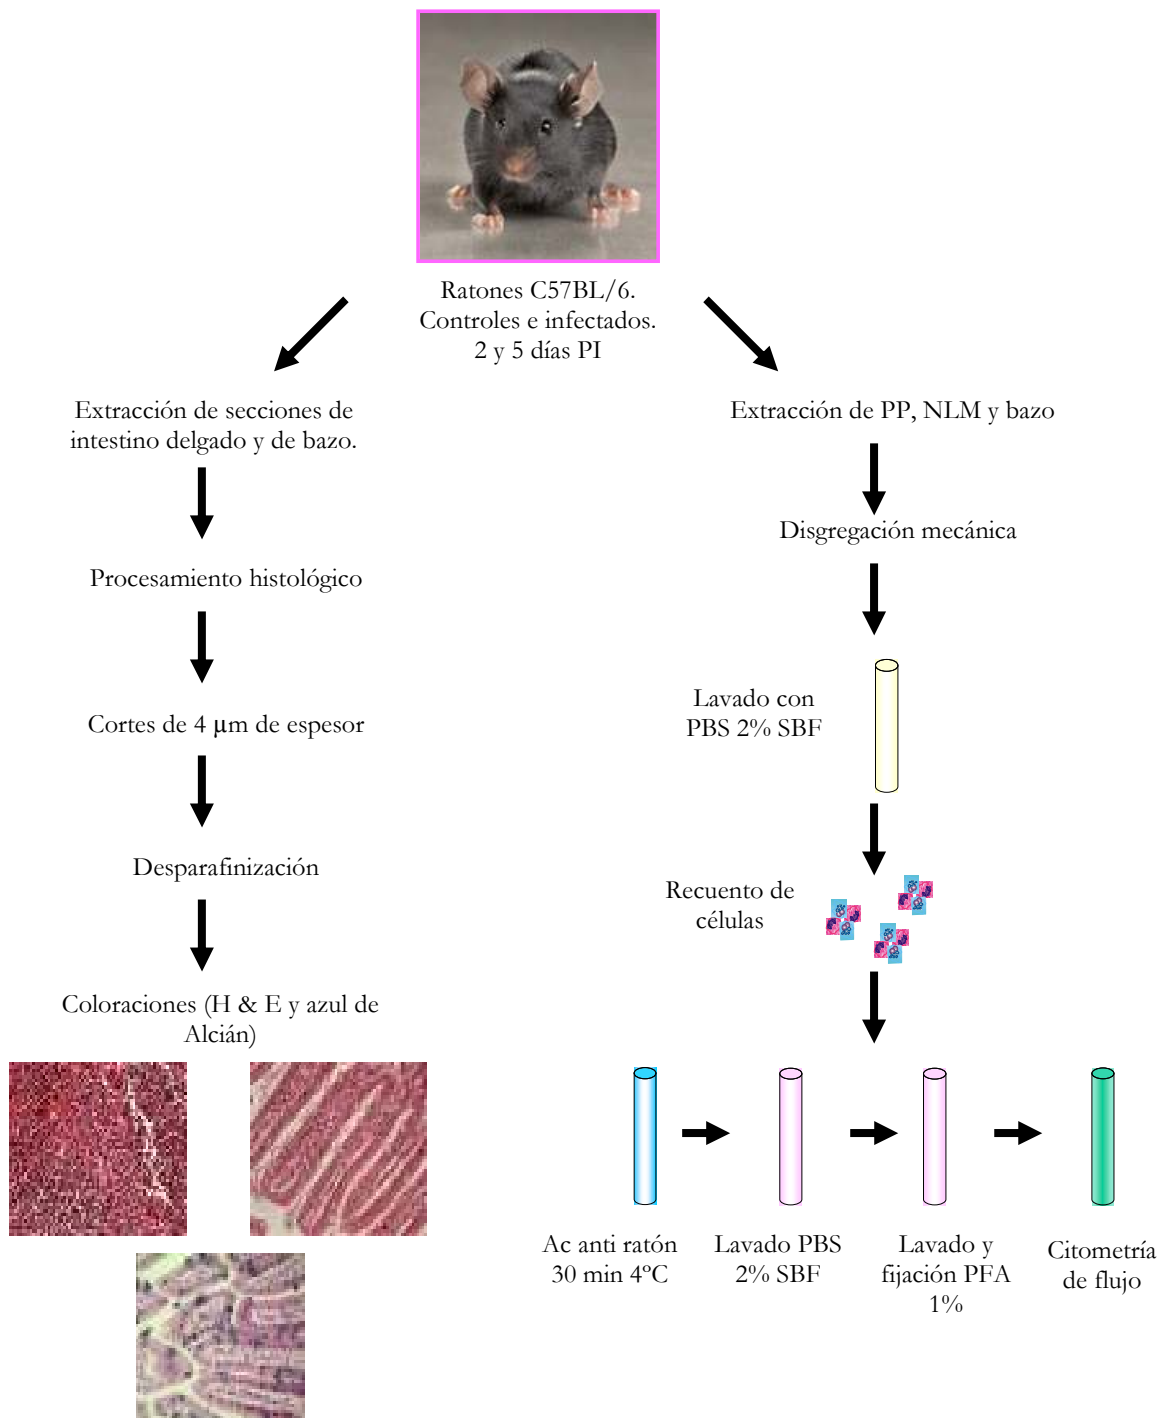 Ratones C57BL/6.
Controles e infectados.
2 y 5 días PI
Extracción de secciones de
intestino delgado y de bazo.
Procesamiento histológico
Cortes de 4 µm de espesor
Desparafinización
Coloraciones (H & E y azul de
Alcián)
Extracción de PP, NLM y bazo
Disgregación mecánica
Lavado con
PBS 2% SBF
Recuento de
células
Ac anti ratón
30 min 4ºC
Lavado PBS
2% SBF
Lavado y
fijación PFA
1%
Citometría
de flujo